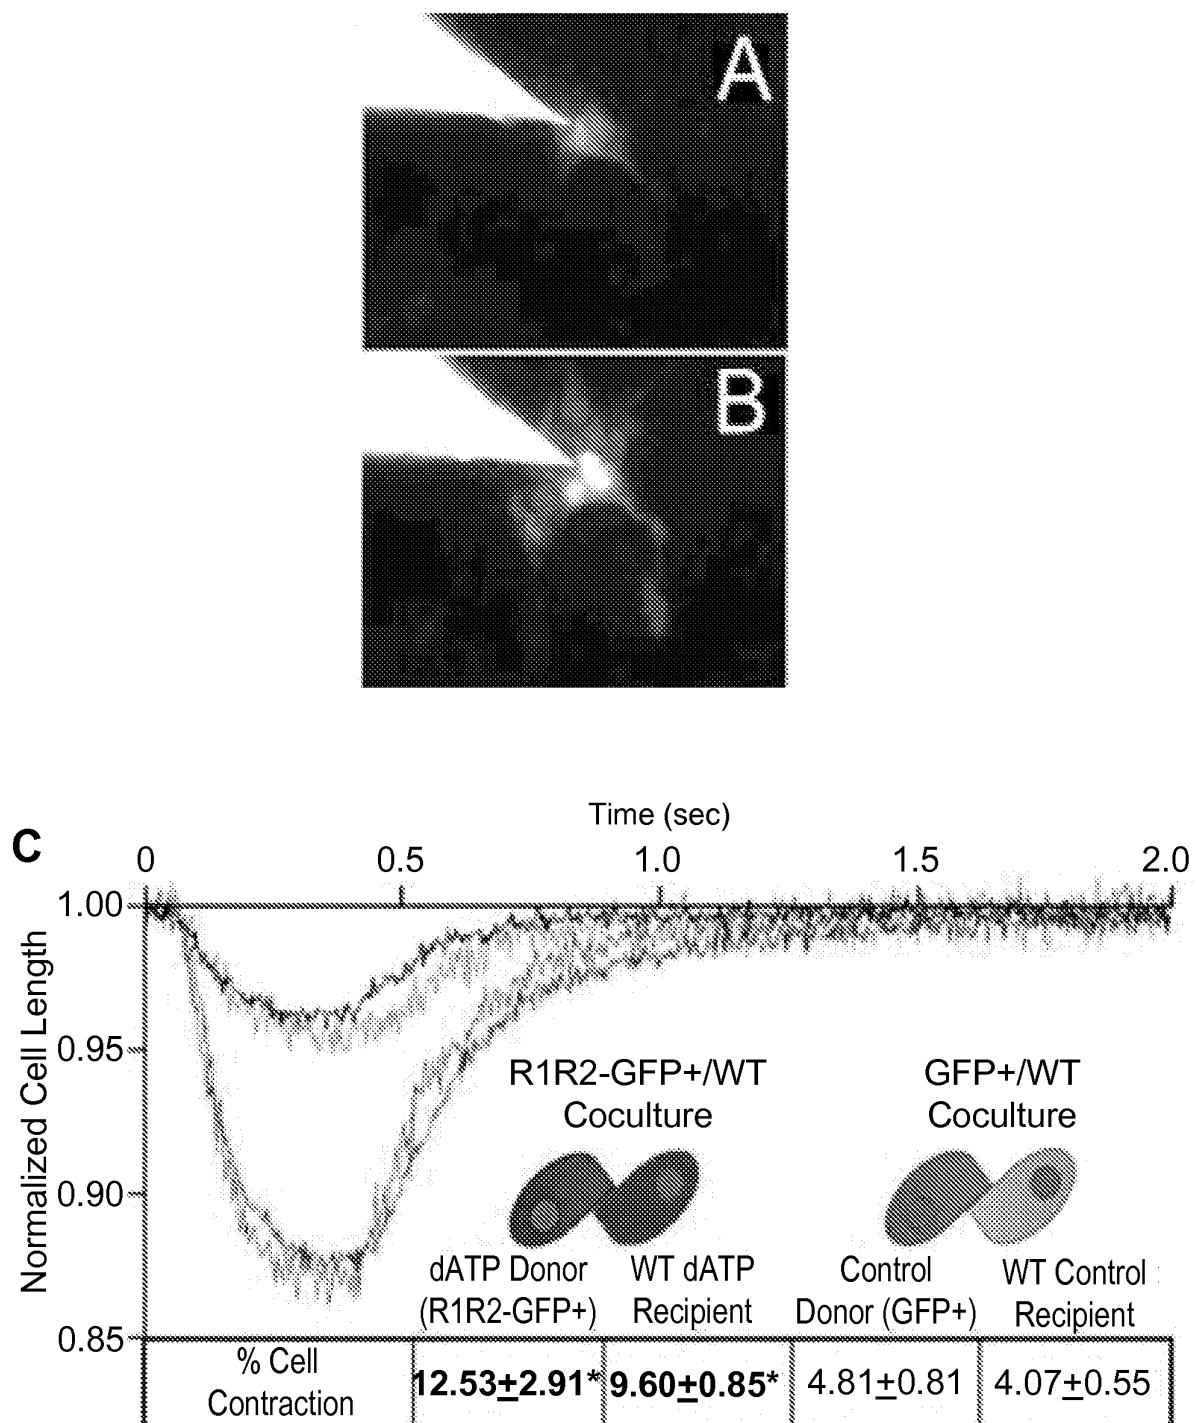 A
B
C
Time (sec)
0 0.5 1.0 1.5 2.0
1.00
0.95
0.90
0.85
Normalized Cell Length
R1R2-GFP+/WT
Coculture
GFP+/WT
Coculture
dATP Donor
(R1R2-GFP+)
WT dATP
Recipient
Control
Donor (GFP+)
WT Control
Recipient
% Cell
Contraction
12.53±2.91* 9.60±0.85* 4.81±0.81 4.07±0.55